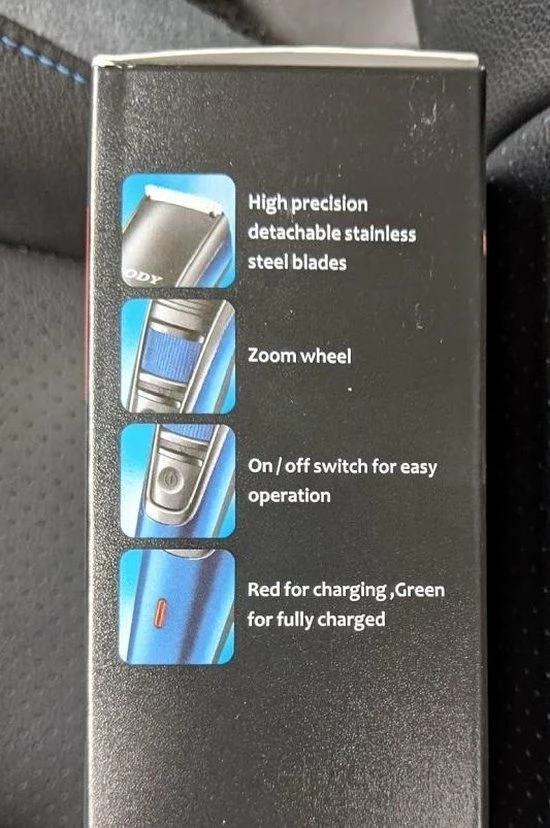 High precision
detachable stainless
steel blades
ODY
Zoom wheel
On / off switch for easy
operation
Red for charging ,Green
for fully charged